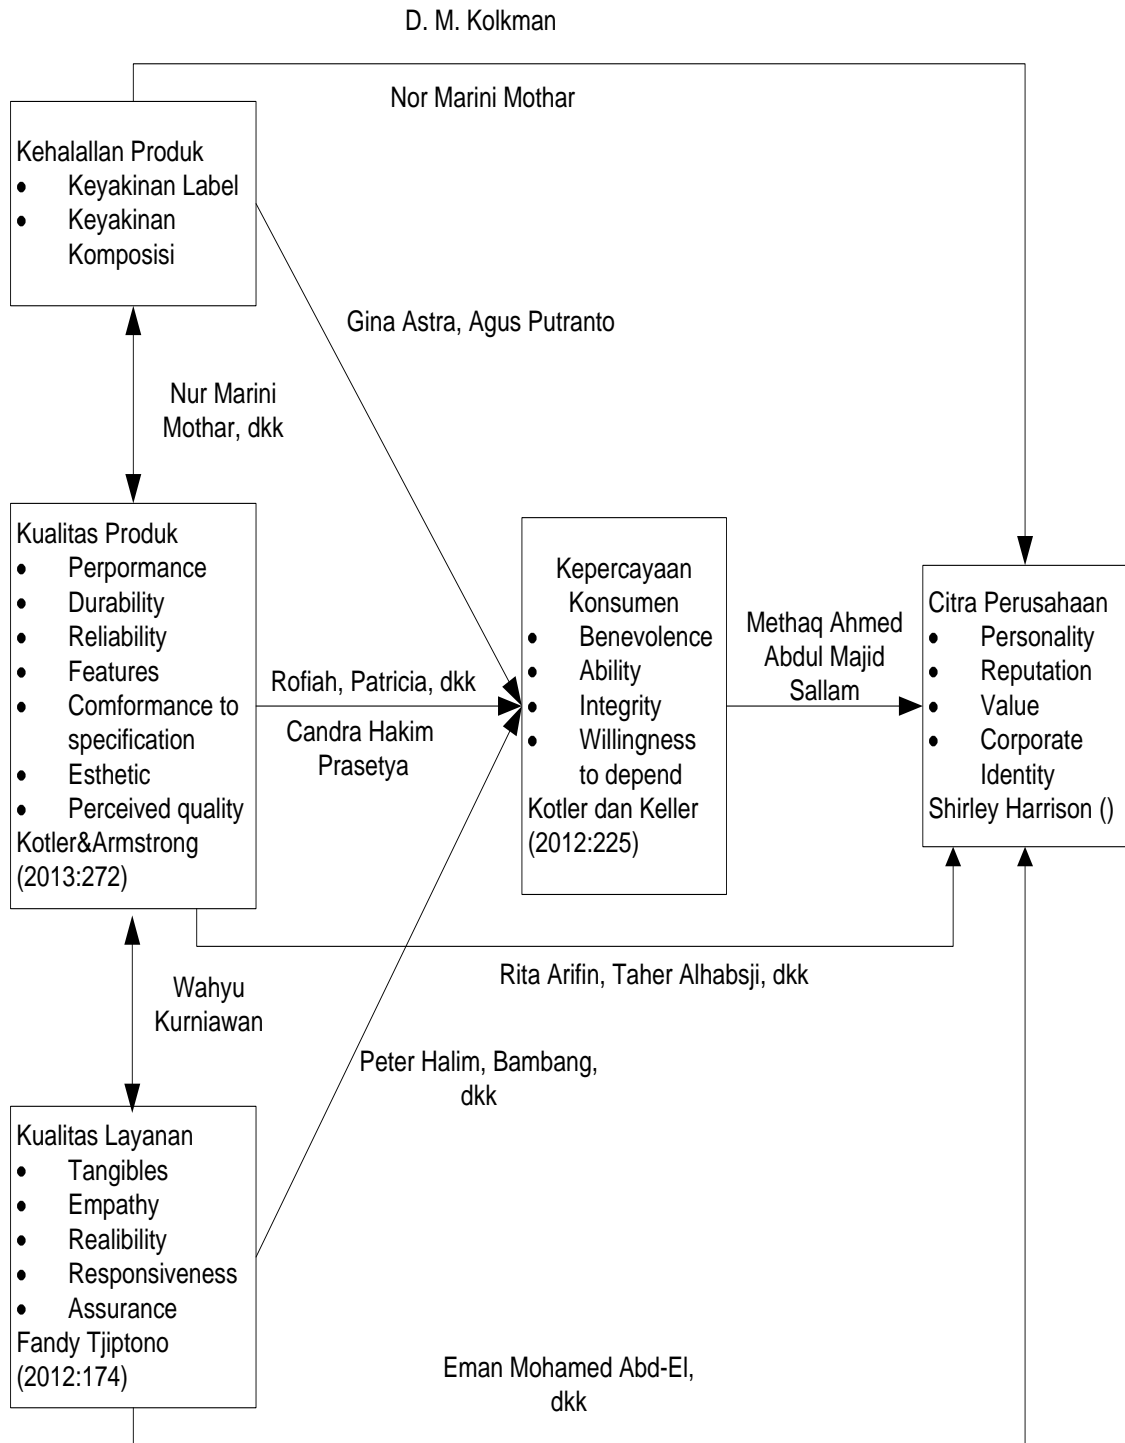 D. M. Kolkman
Nor Marini Mothar
Kehalallan Produk
• Keyakinan Label
• Keyakinan
Komposisi
Gina Astra, Agus Putranto
Nur Marini
Mothar, dkk
Kualitas Produk
• Perpormance
• Durability
• Reliability
• Features
• Comformance to
specification
• Esthetic
• Perceived quality
Kotler&Armstrong
(2013:272)
Rofiah, Patricia, dkk
Candra Hakim
Prasetya
Kepercayaan
Konsumen
• Benevolence
• Ability
• Integrity
• Willingness
to depend
Kotler dan Keller
(2012:225)
Methaq Ahmed
Abdul Majid
Sallam
Citra Perusahaan
• Personality
• Reputation
• Value
• Corporate
Identity
Shirley Harrison ()
Rita Arifin, Taher Alhabsji, dkk
Wahyu
Kurniawan
Peter Halim, Bambang,
dkk
Kualitas Layanan
• Tangibles
• Empathy
• Realibility
• Responsiveness
• Assurance
Fandy Tjiptono
(2012:174)
Eman Mohamed Abd-El,
dkk